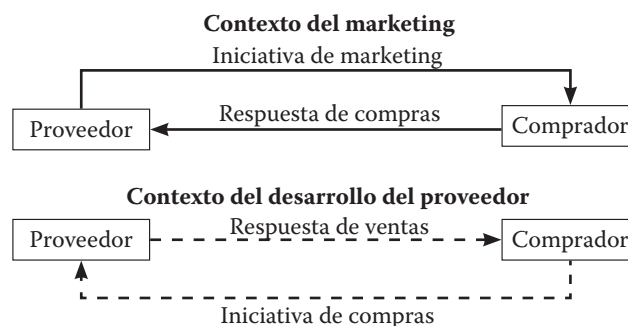 Contexto del marketing
Iniciativa de marketing
Respuesta de compras
Proveedor
Comprador
Contexto del desarrollo del proveedor
Respuesta de ventas
Proveedor
Comprador
Iniciativa de compras